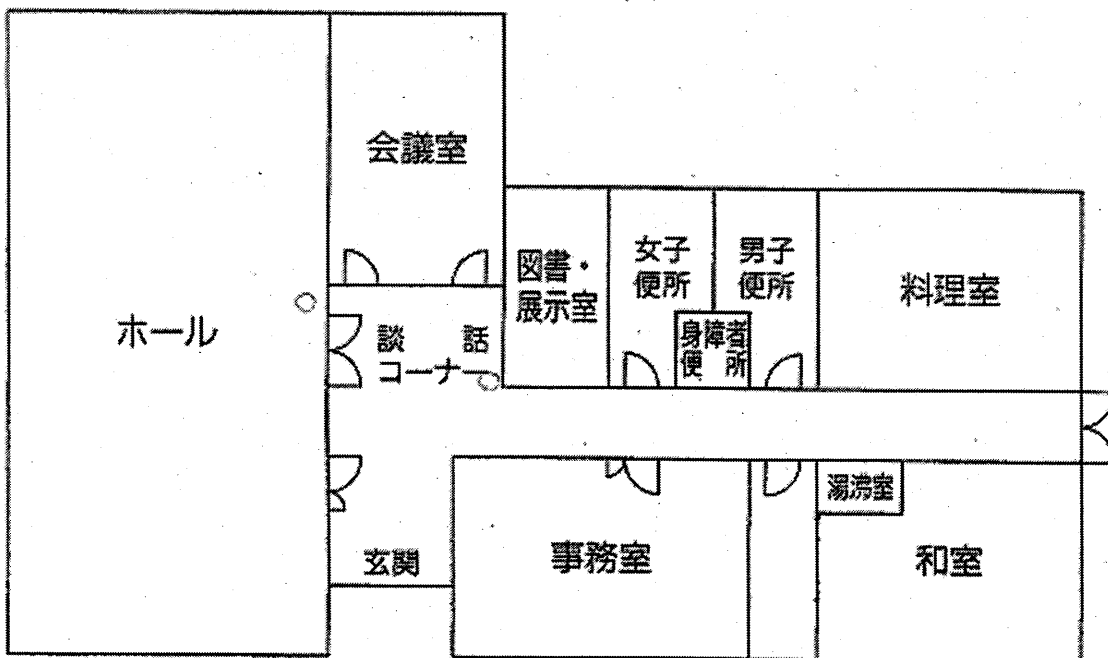 会議室
ホール
談話
コーナー
図書・
展示室
女子
便所
男子
便所
身障者
便所
料理室
湯沸室
玄関
事務室
和室